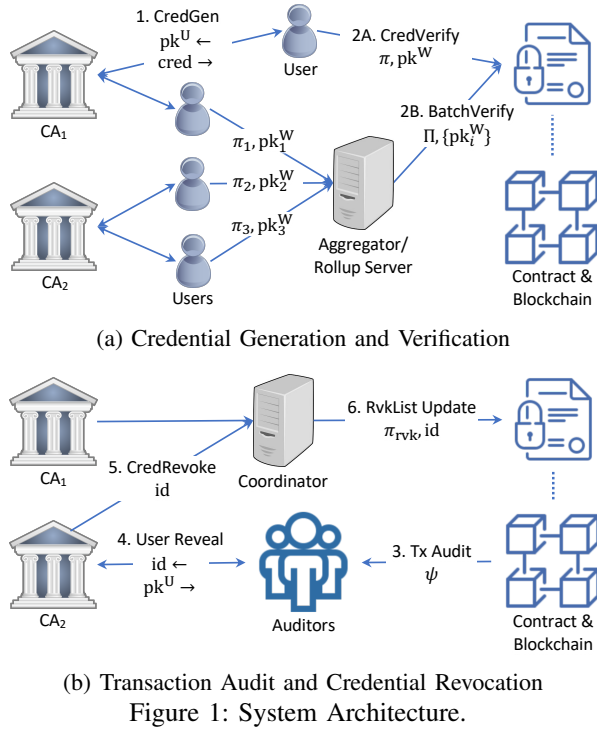 1. CredGen
pk^U ←
cred →
User
2A. CredVerify
π, pk^W
CA₁
2B. BatchVerify
Π, {pk_i^W}
π₁, pk₁^W
π₂, pk₂^W
π₃, pk₃^W
CA₂
Users
Aggregator/
Rollup Server
Contract &
Blockchain
(a) Credential Generation and Verification
6. RvkList Update
π_rvk, id
CA₁
5. CredRevoke
id
Coordinator
4. User Reveal
id ←
pk^U →
3. Tx Audit
ψ
CA₂
Auditors
Contract &
Blockchain
(b) Transaction Audit and Credential Revocation
Figure 1: System Architecture.